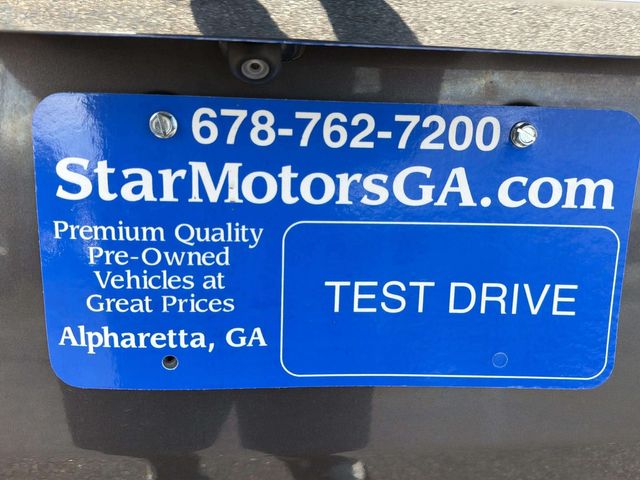 678-762-7200
StarMotorsGA.com
Premium Quality
Pre-Owned
Vehicles at
Great Prices
Alpharetta, GA
TEST DRIVE